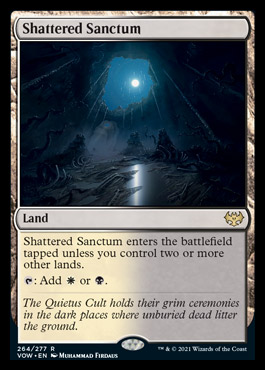 Shattered Sanctum
Land
Shattered Sanctum enters the battlefield
tapped unless you control two or more
other lands.
: Add or .
The Quietus Cult holds their grim ceremonies
in the dark places where unburied dead litter
the ground.
264/277 R
VOW • EN Muhammad Firdaus
™ & © 2021 Wizards of the Coast